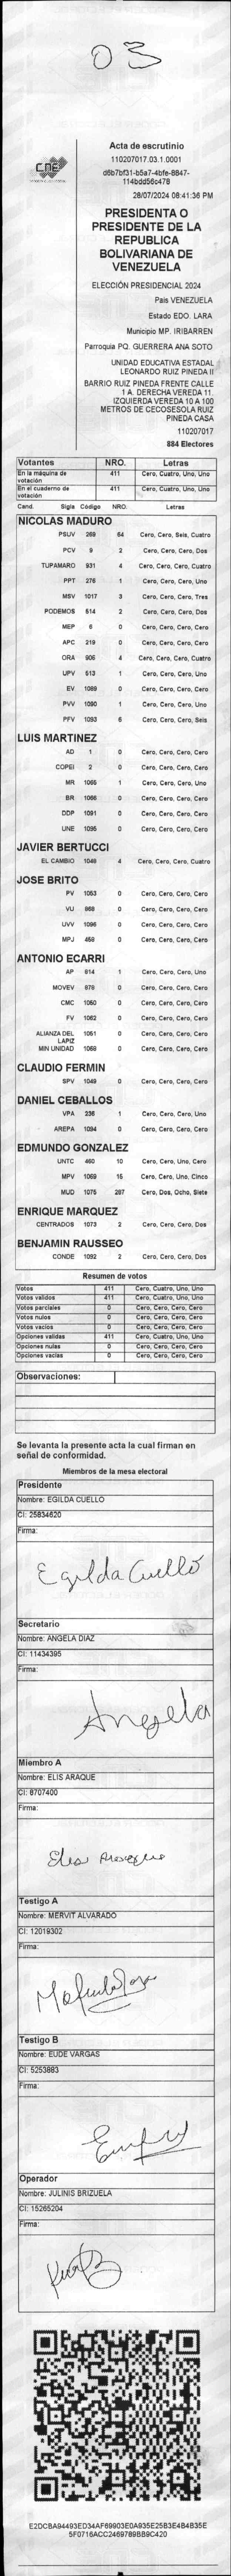 03
CNE
Acta de escrutinio
110207017.03.1.0001
d6b7bf31-b5a7-4bfe-8847-
114bdd56c478
28/07/2024 08:41:36 PM
PRESIDENTA O
PRESIDENTE DE LA
REPUBLICA
BOLIVARIANA DE
VENEZUELA
ELECCIÓN PRESIDENCIAL 2024
País VENEZUELA
Estado EDO. LARA
Municipio MP. IRIBARREN
Parroquia PQ. GUERRERA ANA SOTO
UNIDAD EDUCATIVA ESTADAL
LEONARDO RUIZ PINEDA II
BARRIO RUIZ PINEDA FRENTE CALLE
1 A. DERECHA VEREDA 11
IZQUIERDA VEREDA 10 A 100
METROS DE CECOSESOLA RUIZ
PINEDA CASA
110207017
884 Electores
Votantes NRO. Letras
En la máquina de votación 411 Cero, Cuatro, Uno, Uno
En el cuaderno de votación 411 Cero, Cuatro, Uno, Uno
Cand. Sigla Código NRO. Letras
NICOLAS MADURO
PSUV 269 64 Cero, Cero, Seis, Cuatro
PCV 9 2 Cero, Cero, Cero, Dos
TUPAMARO 931 4 Cero, Cero, Cero, Cuatro
PPT 276 1 Cero, Cero, Cero, Uno
MSV 1017 3 Cero, Cero, Cero, Tres
PODEMOS 514 2 Cero, Cero, Cero, Dos
MEP 6 0 Cero, Cero, Cero, Cero
APC 219 0 Cero, Cero, Cero, Cero
ORA 906 4 Cero, Cero, Cero, Cuatro
UPV 513 1 Cero, Cero, Cero, Uno
EV 1089 0 Cero, Cero, Cero, Cero
PVV 1090 1 Cero, Cero, Cero, Uno
PFV 1093 6 Cero, Cero, Cero, Seis
LUIS MARTINEZ
AD 1 0 Cero, Cero, Cero, Cero
COPEI 2 0 Cero, Cero, Cero, Cero
MR 1065 1 Cero, Cero, Cero, Uno
BR 1066 0 Cero, Cero, Cero, Cero
DDP 1091 0 Cero, Cero, Cero, Cero
UNE 1095 0 Cero, Cero, Cero, Cero
JAVIER BERTUCCI
EL CAMBIO 1048 4 Cero, Cero, Cero, Cuatro
JOSE BRITO
PV 1053 0 Cero, Cero, Cero, Cero
VU 868 0 Cero, Cero, Cero, Cero
UVV 1096 0 Cero, Cero, Cero, Cero
MPJ 458 0 Cero, Cero, Cero, Cero
ANTONIO ECARRI
AP 814 1 Cero, Cero, Cero, Uno
MOVEV 878 0 Cero, Cero, Cero, Cero
CMC 1050 0 Cero, Cero, Cero, Cero
FV 1062 0 Cero, Cero, Cero, Cero
ALIANZA DEL LAPIZ 1051 0 Cero, Cero, Cero, Cero
MIN UNIDAD 1068 0 Cero, Cero, Cero, Cero
CLAUDIO FERMIN
SPV 1049 0 Cero, Cero, Cero, Cero
DANIEL CEBALLOS
VPA 236 1 Cero, Cero, Cero, Uno
AREPA 1094 0 Cero, Cero, Cero, Cero
EDMUNDO GONZALEZ
UNTC 460 10 Cero, Cero, Uno, Cero
MPV 1069 15 Cero, Cero, Uno, Cinco
MUD 1075 287 Cero, Dos, Ocho, Siete
ENRIQUE MARQUEZ
CENTRADOS 1073 2 Cero, Cero, Cero, Dos
BENJAMIN RAUSSEO
CONDE 1092 2 Cero, Cero, Cero, Dos
Resumen de votos
Votos 411 Cero, Cuatro, Uno, Uno
Votos validos 411 Cero, Cuatro, Uno, Uno
Votos parciales 0 Cero, Cero, Cero, Cero
Votos nulos 0 Cero, Cero, Cero, Cero
Votos vacios 0 Cero, Cero, Cero, Cero
Opciones validas 411 Cero, Cuatro, Uno, Uno
Opciones nulas 0 Cero, Cero, Cero, Cero
Opciones vacias 0 Cero, Cero, Cero, Cero
Observaciones:
Se levanta la presente acta la cual firman en
señal de conformidad.
Miembros de la mesa electoral
Presidente
Nombre: EGILDA CUELLO
CI: 25834620
Firma:
Egilda Cuello
Secretario
Nombre: ANGELA DIAZ
CI: 11434395
Firma:
Angela
Miembro A
Nombre: ELIS ARAQUE
CI: 8707400
Firma:
Elis Araque
Testigo A
Nombre: MERVIT ALVARADO
CI: 12019302
Firma:
Testigo B
Nombre: EUDE VARGAS
CI: 5253883
Firma:
Operador
Nombre: JULINIS BRIZUELA
CI: 15265204
Firma:
E2DCBA94493ED34AF69903E0A935E25B3E4B4B35E
5F0716ACC2469789BB9C420